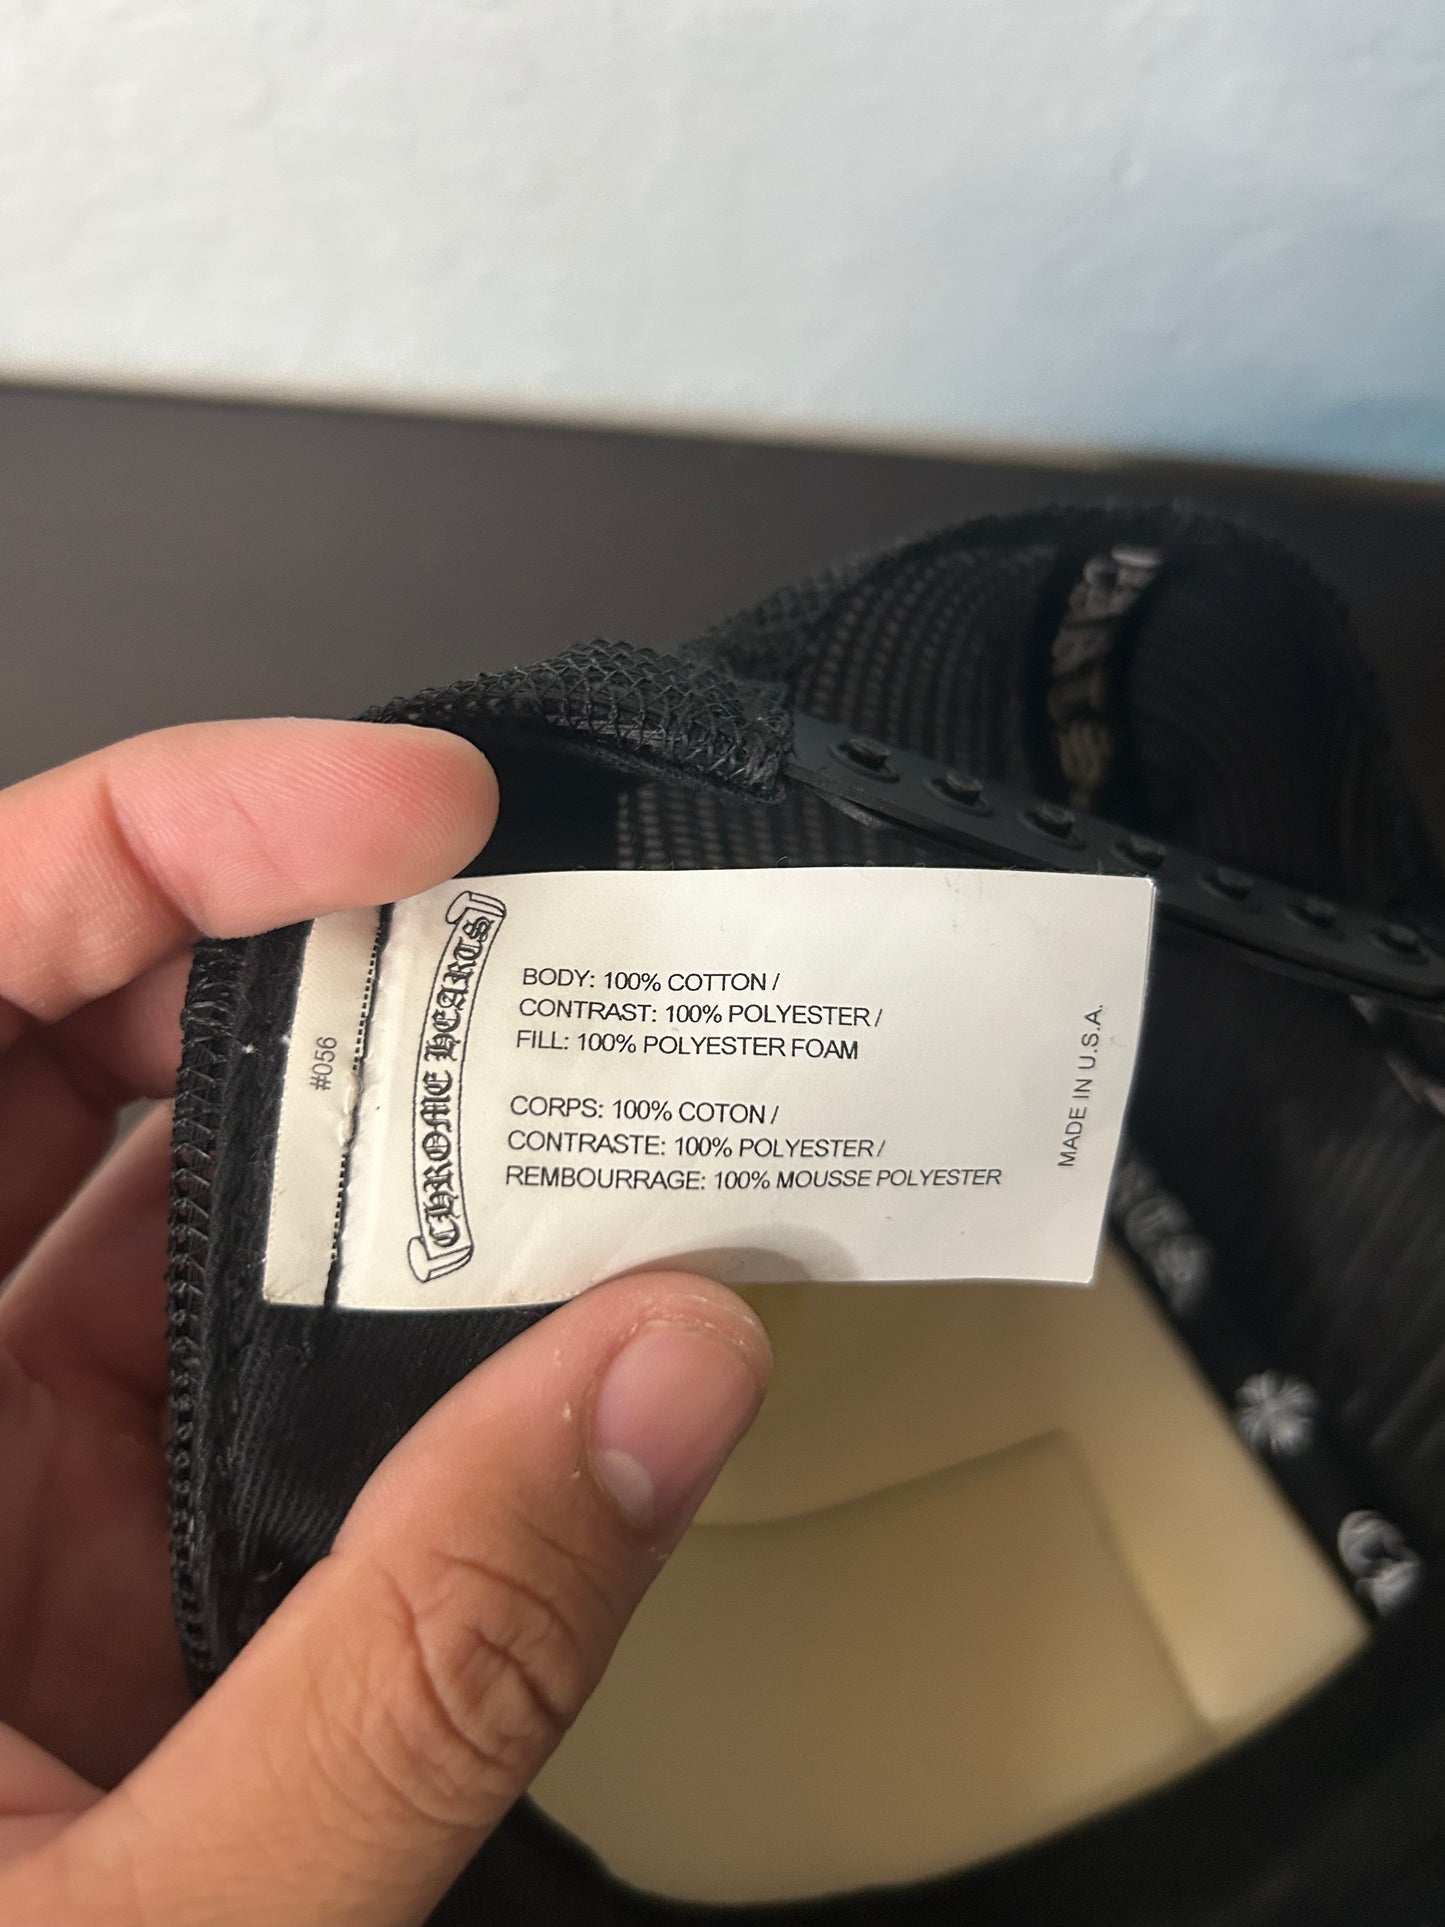 #056
CHROME HEARTS
BODY: 100% COTTON /
CONTRAST: 100% POLYESTER /
FILL: 100% POLYESTER FOAM
CORPS: 100% COTON /
CONTRASTE: 100% POLYESTER /
REMBOURRAGE: 100% MOUSSE POLYESTER
MADE IN U.S.A.